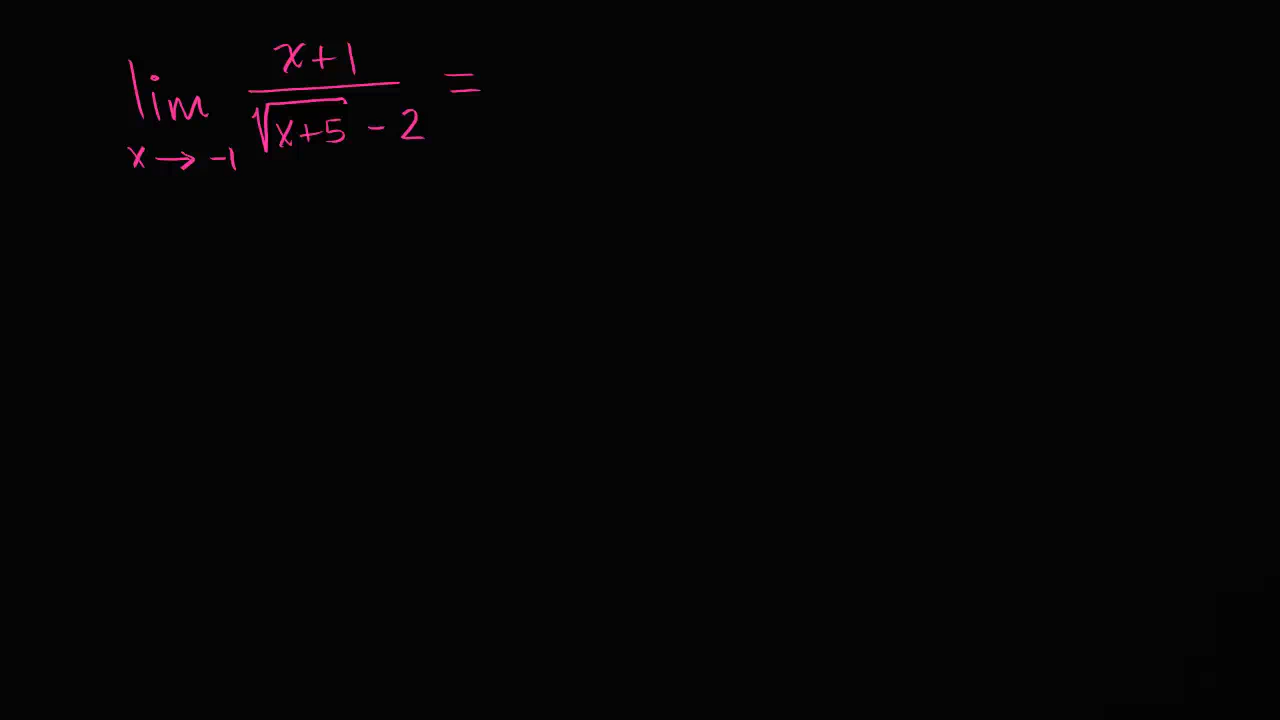 lim x+1 / √x+5 - 2 =
x → -1